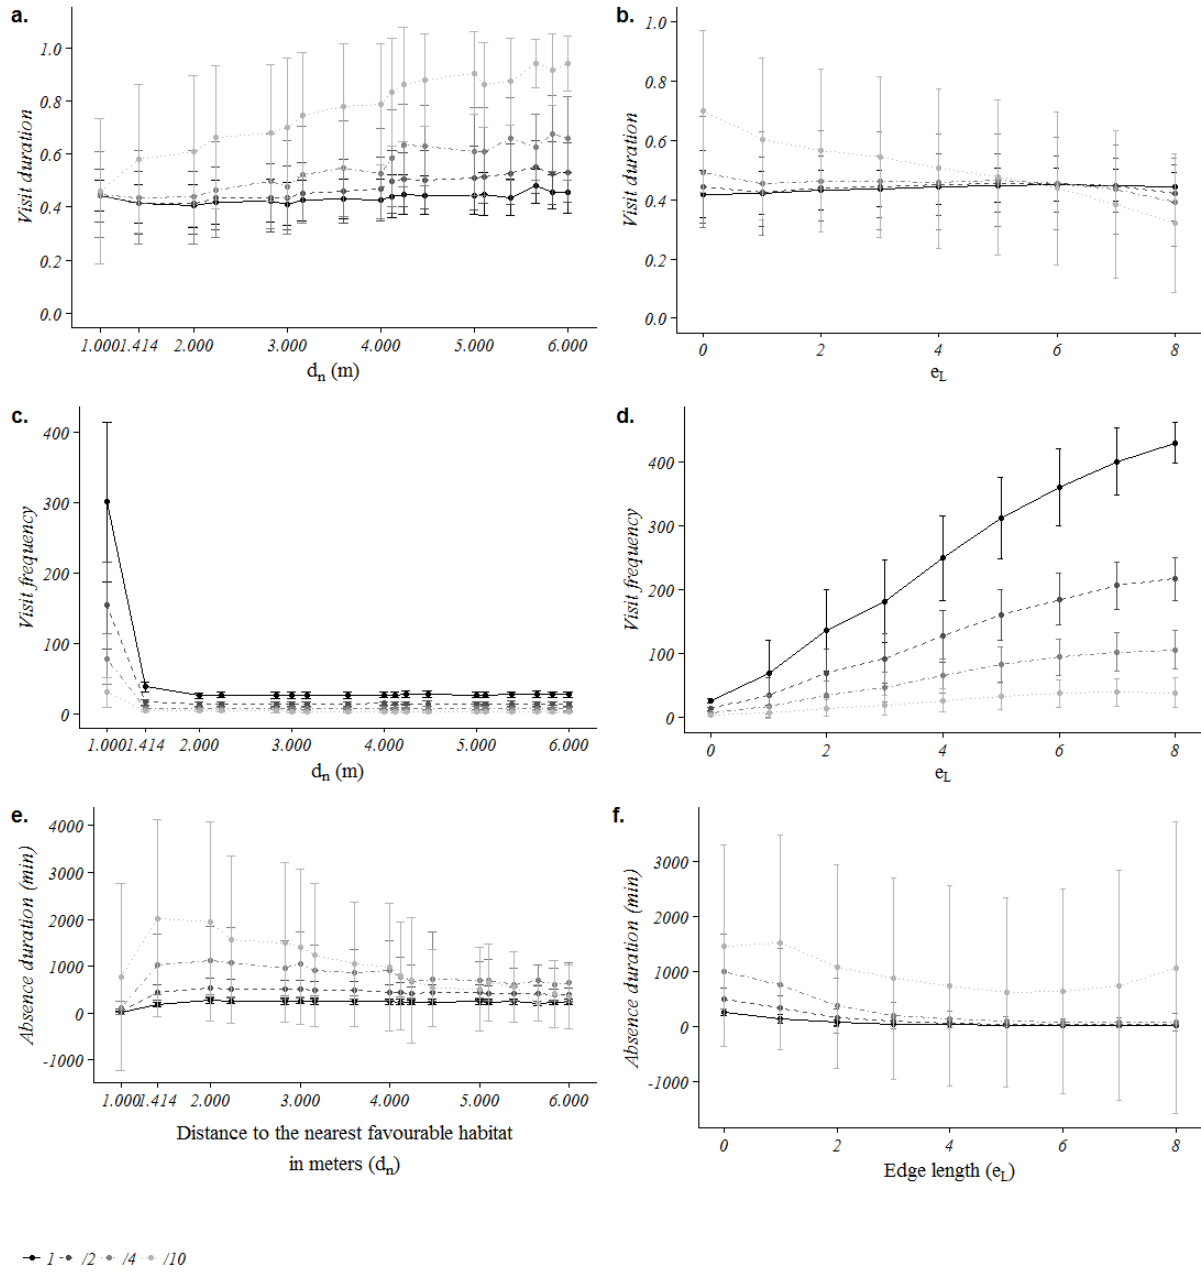 a.
Visit duration
1.0
0.8
0.6
0.4
0.2
0.0
1.000 1.414 2.000 3.000 4.000 5.000 6.000
dn (m)
b.
Visit duration
1.0
0.8
0.6
0.4
0.2
0.0
0 2 4 6 8
eL
c.
Visit frequency
400
300
200
100
0
1.000 1.414 2.000 3.000 4.000 5.000 6.000
dn (m)
d.
Visit frequency
400
300
200
100
0
0 2 4 6 8
eL
e.
Absence duration (min)
4000
3000
2000
1000
0
-1000
1.000 1.414 2.000 3.000 4.000 5.000 6.000
Distance to the nearest favourable habitat
in meters (dn)
f.
Absence duration (min)
3000
2000
1000
0
-1000
0 2 4 6 8
Edge length (eL)
1 /2 /4 /10